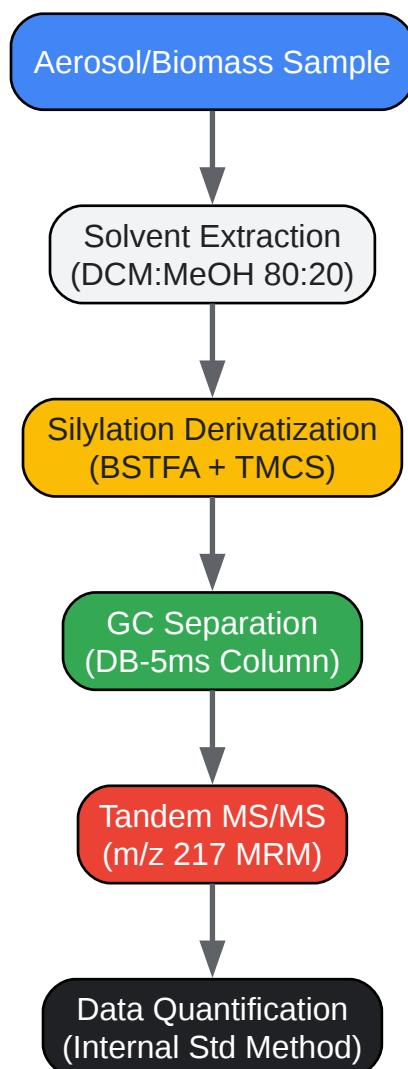 Aerosol/Biomass Sample
Solvent Extraction
(DCM:MeOH 80:20)
Silylation Derivatization
(BSTFA + TMCS)
GC Separation
(DB-5ms Column)
Tandem MS/MS
(m/z 217 MRM)
Data Quantification
(Internal Std Method)